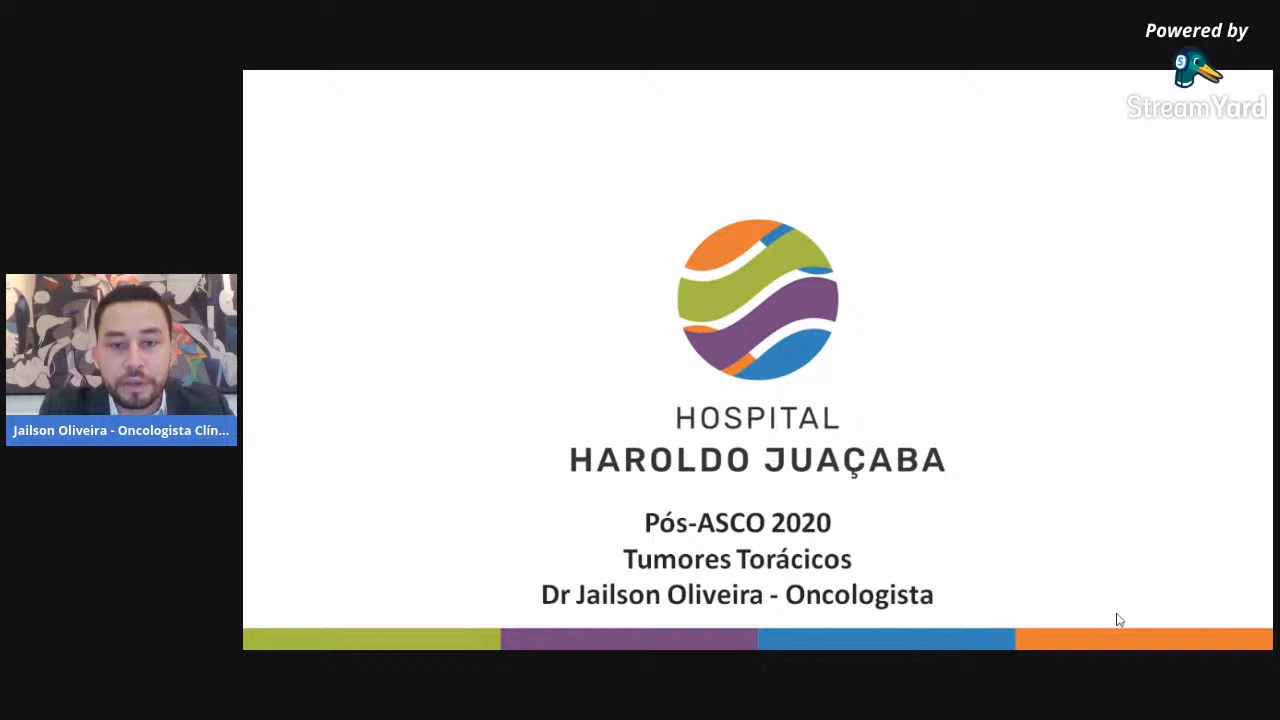 Powered by
StreamYard
HOSPITAL
HAROLDO JUAÇABA
Pós-ASCO 2020
Tumores Torácicos
Dr Jailson Oliveira - Oncologista
Jailson Oliveira - Oncologista Clín...